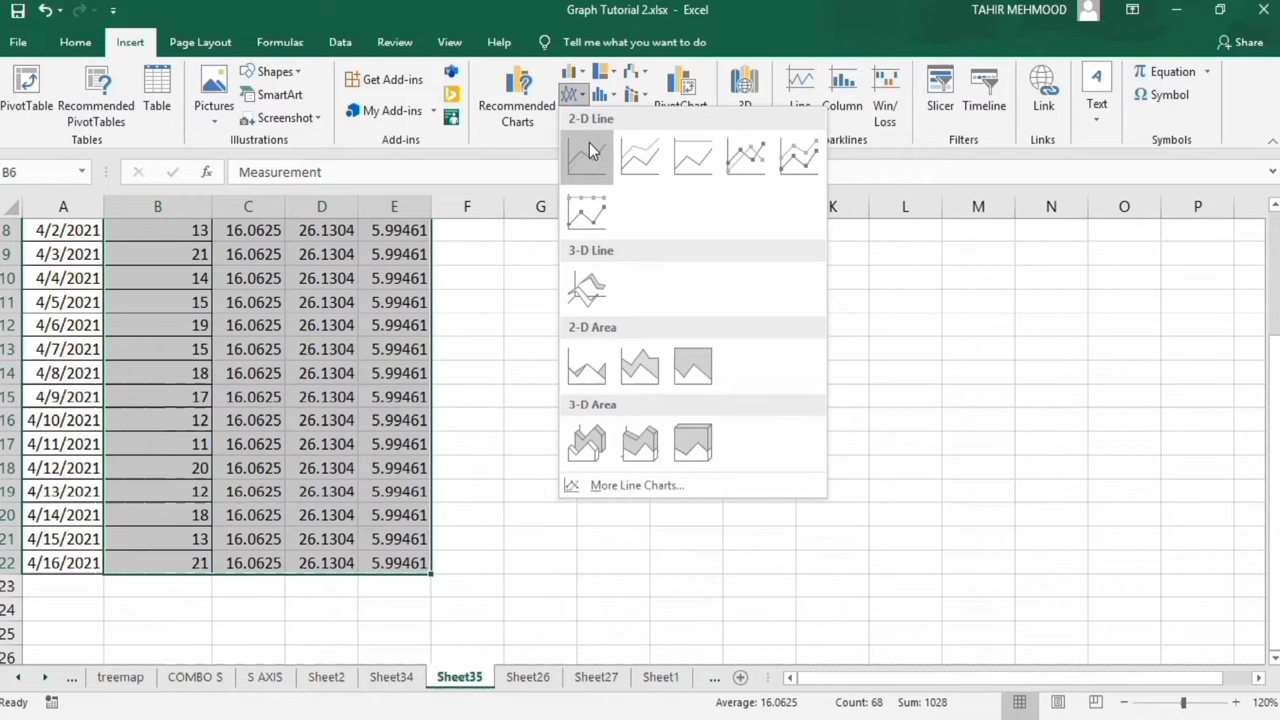 Graph Tutorial 2.xlsx - Excel
TAHIR MEHMOOD
File Home Insert Page Layout Formulas Data Review View Help Tell me what you want to do Share
PivotTable Recommended PivotTables Table
Tables
Pictures Shapes SmartArt Screenshot
Illustrations
Get Add-ins
My Add-ins
Add-ins
Recommended Charts
PivotChart
3D
Line Column Win/Loss
Sparklines
Slicer Timeline
Filters
Link
Text
Equation
Symbol
Symbols
B6 fx Measurement
2-D Line
3-D Line
2-D Area
3-D Area
More Line Charts...
A B C D E F G K L M N O P
8 4/2/2021 13 16.0625 26.1304 5.99461
9 4/3/2021 21 16.0625 26.1304 5.99461
10 4/4/2021 14 16.0625 26.1304 5.99461
11 4/5/2021 15 16.0625 26.1304 5.99461
12 4/6/2021 19 16.0625 26.1304 5.99461
13 4/7/2021 15 16.0625 26.1304 5.99461
14 4/8/2021 18 16.0625 26.1304 5.99461
15 4/9/2021 17 16.0625 26.1304 5.99461
16 4/10/2021 12 16.0625 26.1304 5.99461
17 4/11/2021 11 16.0625 26.1304 5.99461
18 4/12/2021 20 16.0625 26.1304 5.99461
19 4/13/2021 12 16.0625 26.1304 5.99461
20 4/14/2021 18 16.0625 26.1304 5.99461
21 4/15/2021 13 16.0625 26.1304 5.99461
22 4/16/2021 21 16.0625 26.1304 5.99461
23
24
25
26
... treemap COMBO S S AXIS Sheet2 Sheet34 Sheet35 Sheet26 Sheet27 Sheet1 ...
Ready Average: 16.0625 Count: 68 Sum: 1028 120%